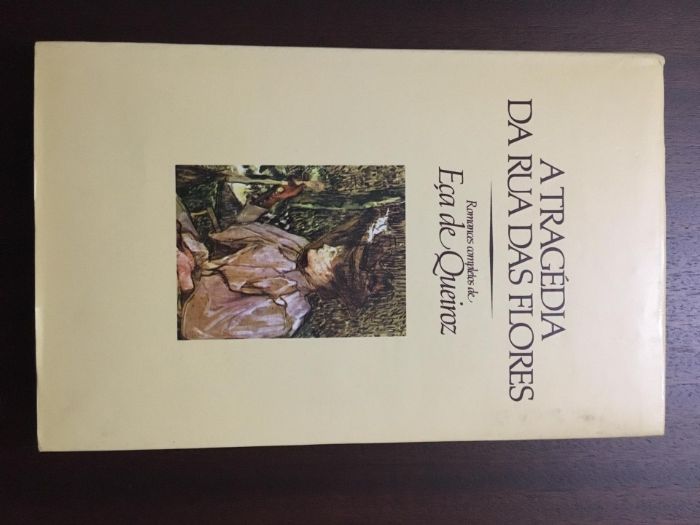 A TRAGÉDIA
DA RUA DAS FLORES
Romances completos de
Eça de Queiroz